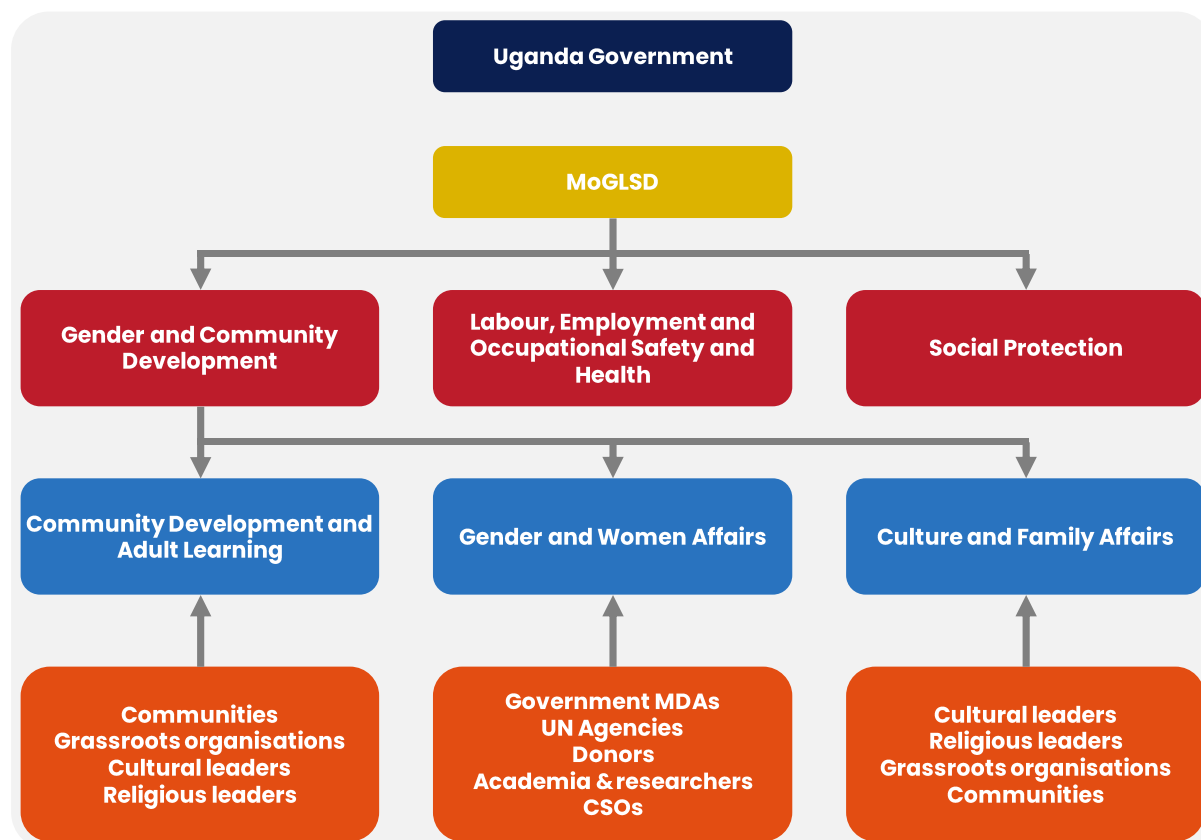 Uganda Government
MoGLSD
Gender and Community
Development
Labour, Employment and
Occupational Safety and
Health
Social Protection
Community Development and
Adult Learning
Gender and Women Affairs
Culture and Family Affairs
Communities
Grassroots organisations
Cultural leaders
Religious leaders
Government MDAs
UN Agencies
Donors
Academia & researchers
CSOs
Cultural leaders
Religious leaders
Grassroots organisations
Communities